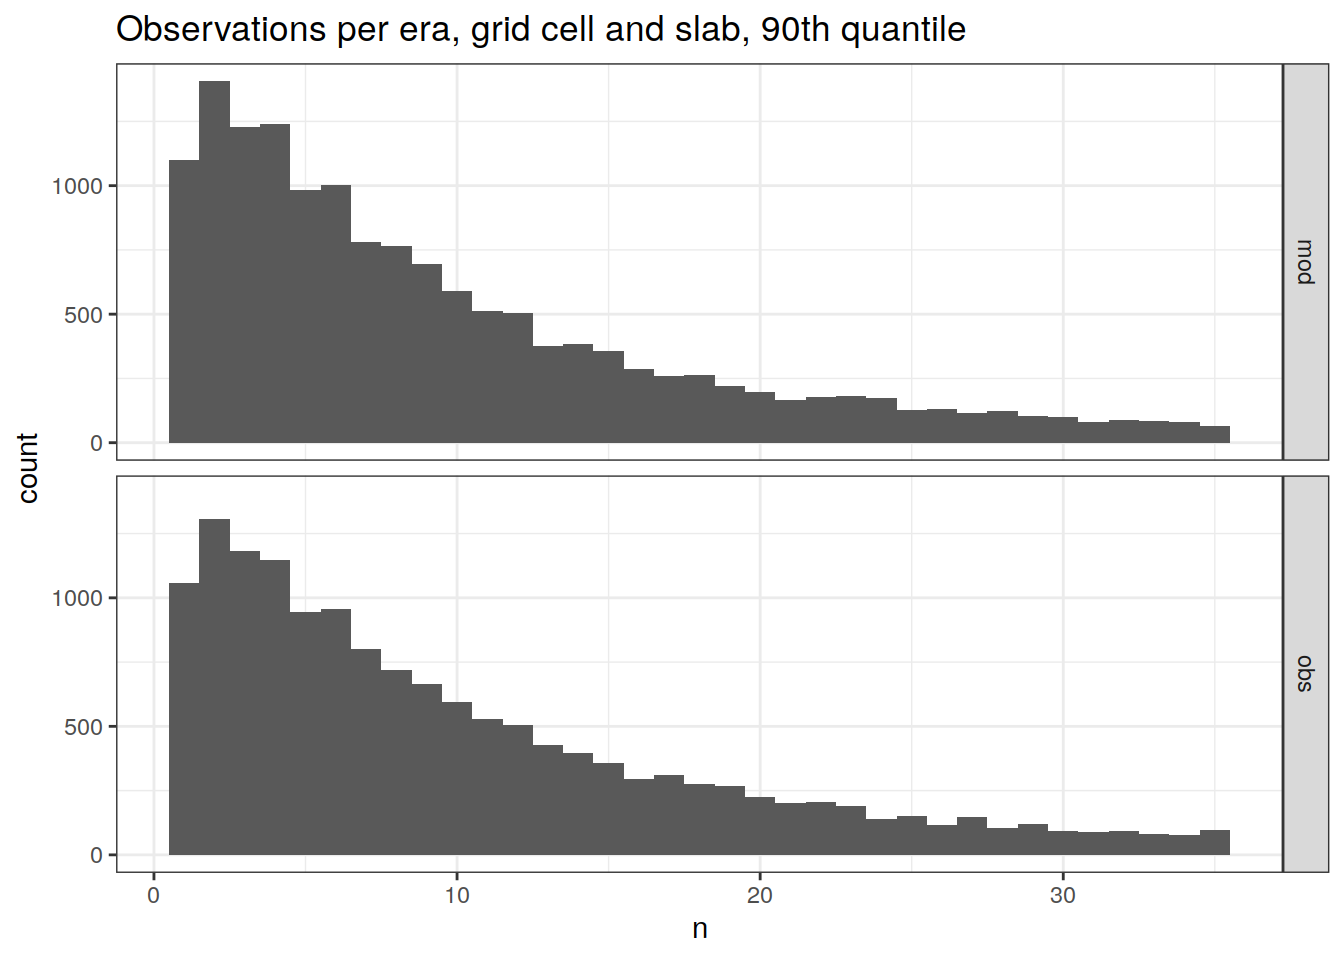 Observations per era, grid cell and slab, 90th quantile
1000
500
0
mod
count
1000
500
0
obs
0 10 20 30
n